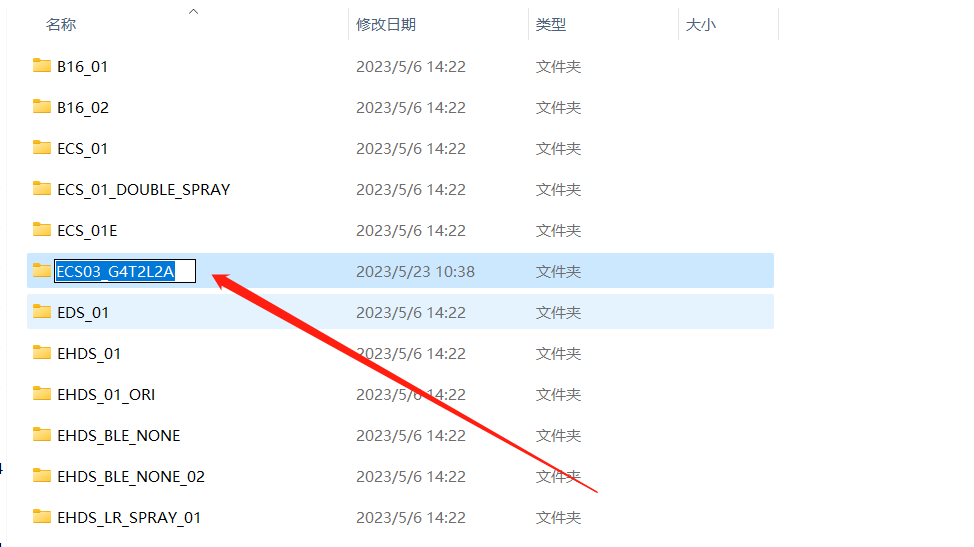 名称 修改日期 类型 大小
B16_01 2023/5/6 14:22 文件夹
B16_02 2023/5/6 14:22 文件夹
ECS_01 2023/5/6 14:22 文件夹
ECS_01_DOUBLE_SPRAY 2023/5/6 14:22 文件夹
ECS_01E 2023/5/6 14:22 文件夹
ECS03_G4T2L2A 2023/5/23 10:38 文件夹
EDS_01 2023/5/6 14:22 文件夹
EHDS_01 2023/5/6 14:22 文件夹
EHDS_01_ORI 2023/5/6 14:22 文件夹
EHDS_BLE_NONE 2023/5/6 14:22 文件夹
EHDS_BLE_NONE_02 2023/5/6 14:22 文件夹
EHDS_LR_SPRAY_01 2023/5/6 14:22 文件夹